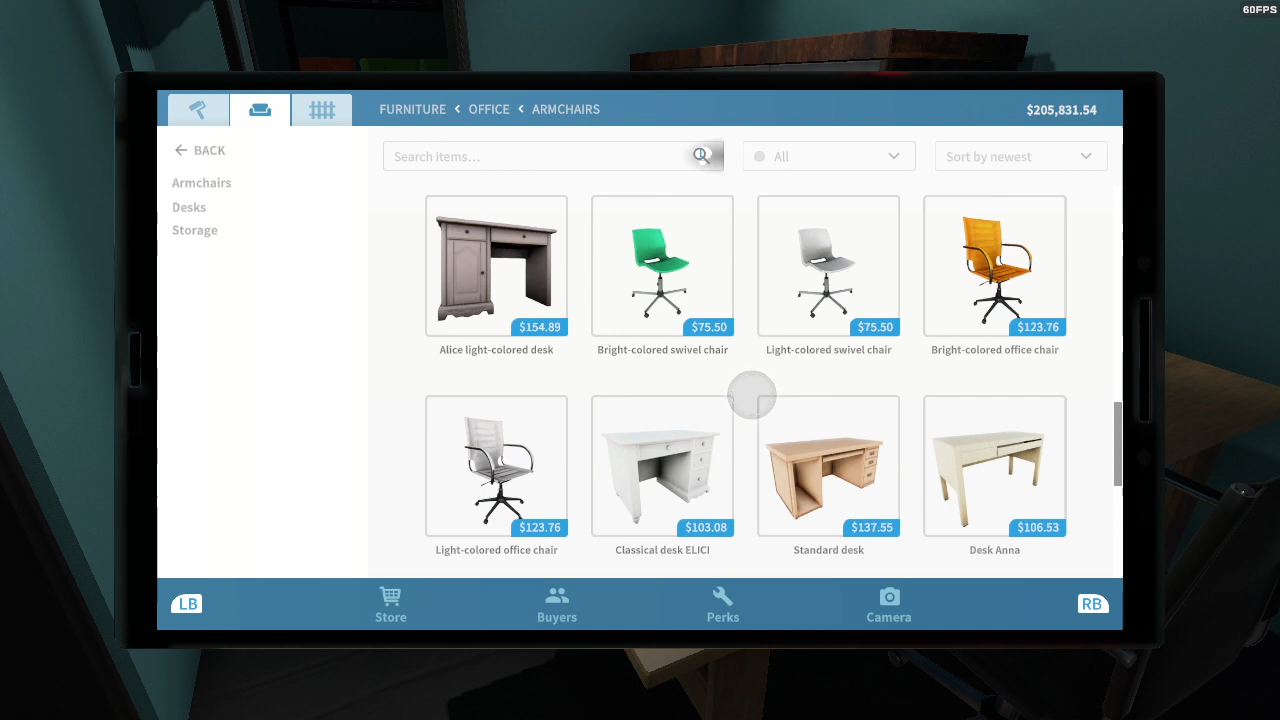 60FPS
FURNITURE < OFFICE < ARMCHAIRS
$205,831.54
BACK
Armchairs
Desks
Storage
Search items...
All
Sort by newest
$154.89
$75.50
$75.50
$123.76
Alice light-colored desk
Bright-colored swivel chair
Light-colored swivel chair
Bright-colored office chair
$123.76
$103.08
$137.55
$106.53
Light-colored office chair
Classical desk ELICI
Standard desk
Desk Anna
LB
Store
Buyers
Perks
Camera
RB